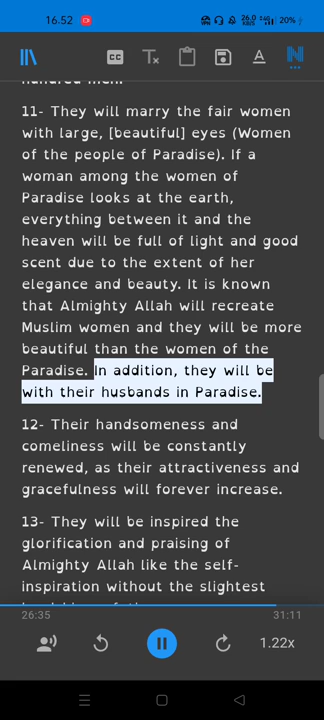 16.52
26.0
KB/S
20%
A
N
hundred men.
11- They will marry the fair women
with large, [beautiful] eyes (Women
of the people of Paradise). If a
woman among the women of
Paradise looks at the earth,
everything between it and the
heaven will be full of light and good
scent due to the extent of her
elegance and beauty. It is known
that Almighty Allah will recreate
Muslim women and they will be more
beautiful than the women of the
Paradise. In addition, they will be
with their husbands in Paradise.
12- Their handsomeness and
comeliness will be constantly
renewed, as their attractiveness and
gracefulness will forever increase.
13- They will be inspired the
glorification and praising of
Almighty Allah like the self-
inspiration without the slightest
26:35
31:11
1.22x